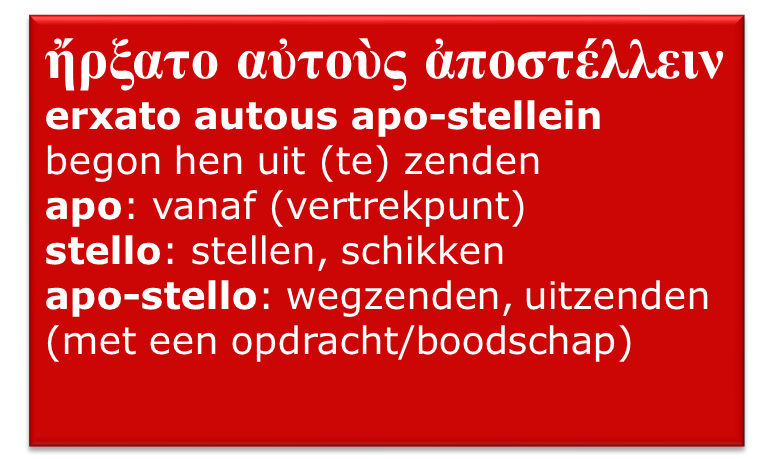 ἤρξατο αὐτοὺς ἀποστέλλειν
erxato autous apo-stellein
begon hen uit (te) zenden
apo: vanaf (vertrekpunt)
stello: stellen, schikken
apo-stello: wegzenden, uitzenden
(met een opdracht/boodschap)